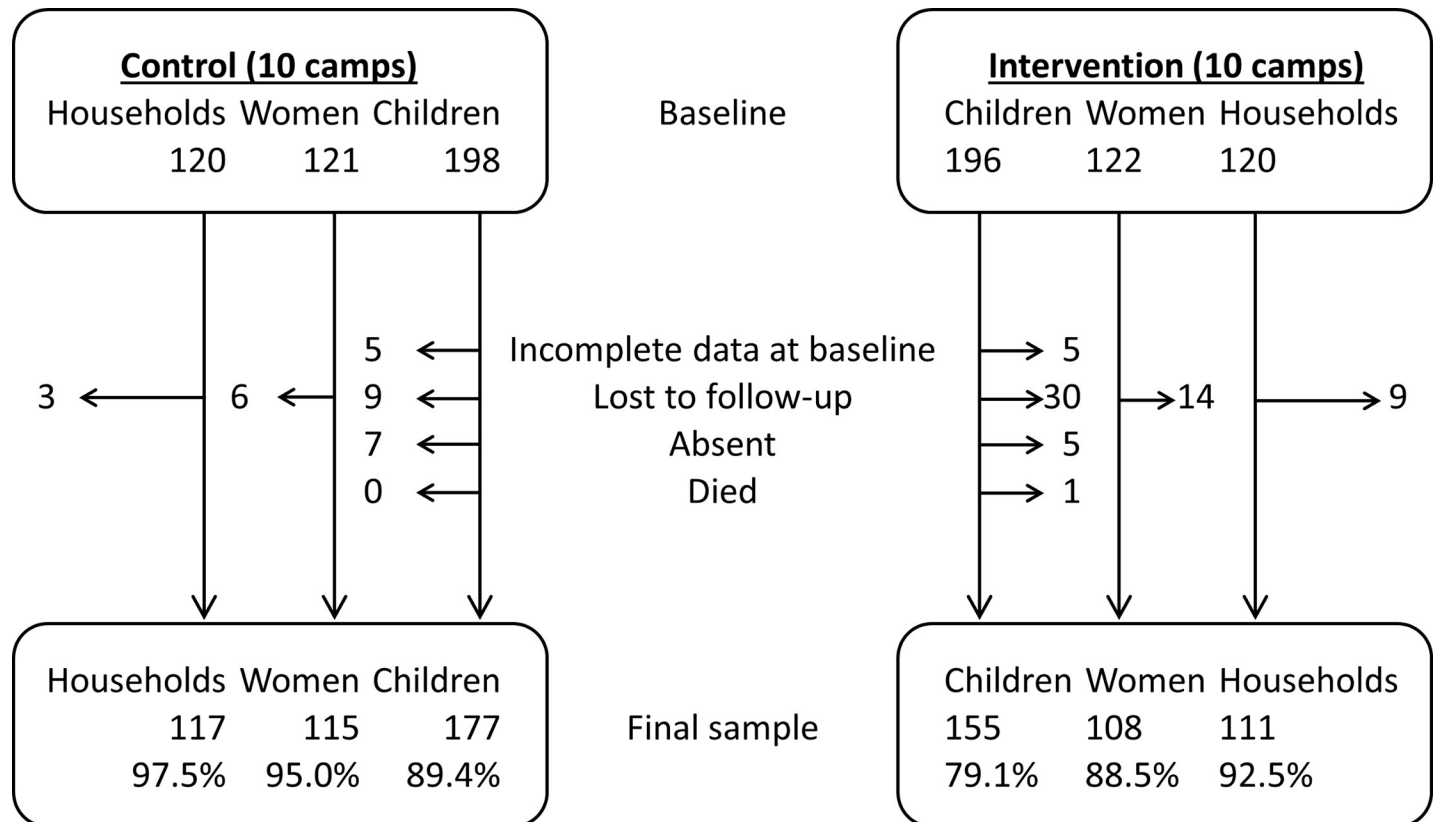 Control (10 camps)
Households Women Children
120 121 198
Baseline
Intervention (10 camps)
Children Women Households
196 122 120
5 Incomplete data at baseline 5
3 6 9 Lost to follow-up 30 14 9
7 Absent 5
0 Died 1
Households Women Children
117 115 177
97.5% 95.0% 89.4%
Final sample
Children Women Households
155 108 111
79.1% 88.5% 92.5%